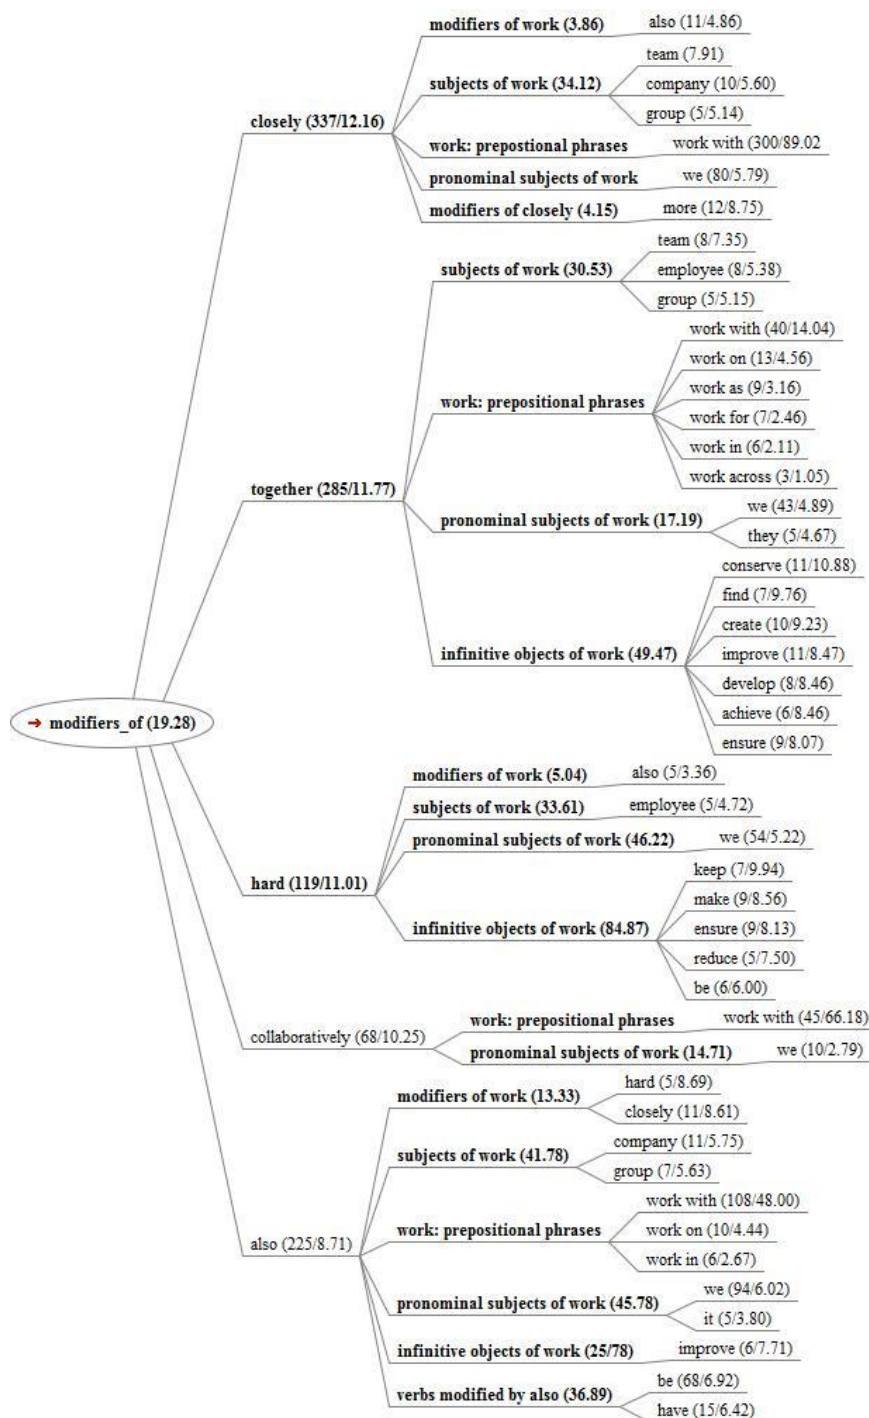 modifiers_of (19.28)
closely (337/12.16)
modifiers of work (3.86)
also (11/4.86)
subjects of work (34.12)
team (7.91)
company (10/5.60)
group (5/5.14)
work: prepostional phrases
work with (300/89.02
pronominal subjects of work
we (80/5.79)
modifiers of closely (4.15)
more (12/8.75)
together (285/11.77)
subjects of work (30.53)
team (8/7.35)
employee (8/5.38)
group (5/5.15)
work: prepositional phrases
work with (40/14.04)
work on (13/4.56)
work as (9/3.16)
work for (7/2.46)
work in (6/2.11)
work across (3/1.05)
pronominal subjects of work (17.19)
we (43/4.89)
they (5/4.67)
infinitive objects of work (49.47)
conserve (11/10.88)
find (7/9.76)
create (10/9.23)
improve (11/8.47)
develop (8/8.46)
achieve (6/8.46)
ensure (9/8.07)
hard (119/11.01)
modifiers of work (5.04)
also (5/3.36)
subjects of work (33.61)
employee (5/4.72)
pronominal subjects of work (46.22)
we (54/5.22)
infinitive objects of work (84.87)
keep (7/9.94)
make (9/8.56)
ensure (9/8.13)
reduce (5/7.50)
be (6/6.00)
collaboratively (68/10.25)
work: prepositional phrases
work with (45/66.18)
pronominal subjects of work (14.71)
we (10/2.79)
also (225/8.71)
modifiers of work (13.33)
hard (5/8.69)
closely (11/8.61)
subjects of work (41.78)
company (11/5.75)
group (7/5.63)
work: prepositional phrases
work with (108/48.00)
work on (10/4.44)
work in (6/2.67)
pronominal subjects of work (45.78)
we (94/6.02)
it (5/3.80)
infinitive objects of work (25/78)
improve (6/7.71)
verbs modified by also (36.89)
be (68/6.92)
have (15/6.42)